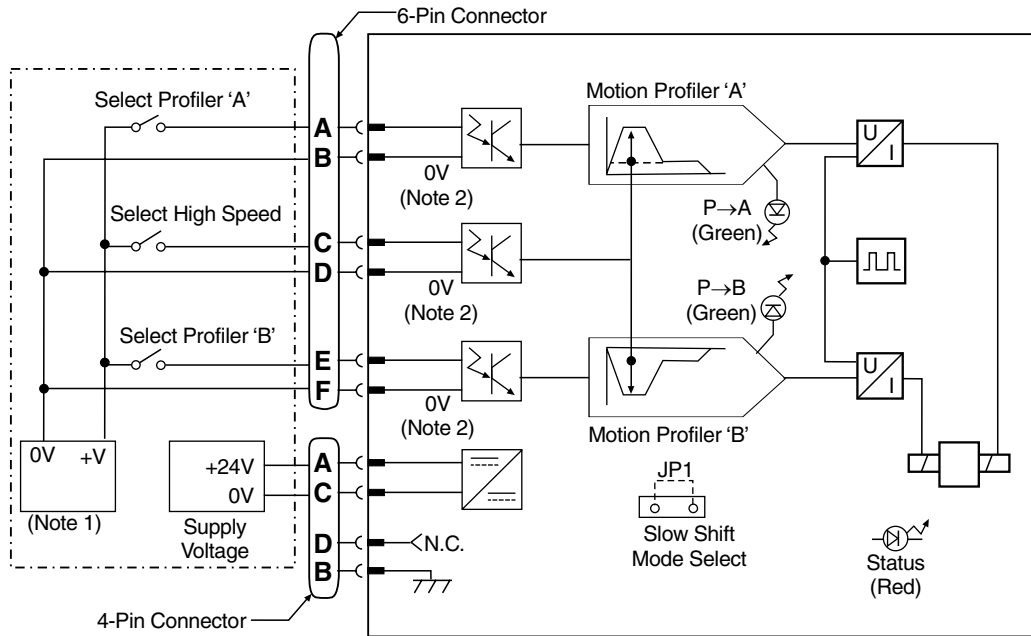 6-Pin Connector
Select Profiler ‘A’
Motion Profiler ‘A’
A
B
0V
(Note 2)
U
I
P→A
(Green)
Select High Speed
C
D
0V
(Note 2)
P→B
(Green)
Select Profiler ‘B’
E
F
0V
(Note 2)
U
I
Motion Profiler ‘B’
0V
+V
(Note 1)
+24V
0V
Supply
Voltage
A
C
D
B
N.C.
JP1
Slow Shift
Mode Select
Status
(Red)
4-Pin Connector